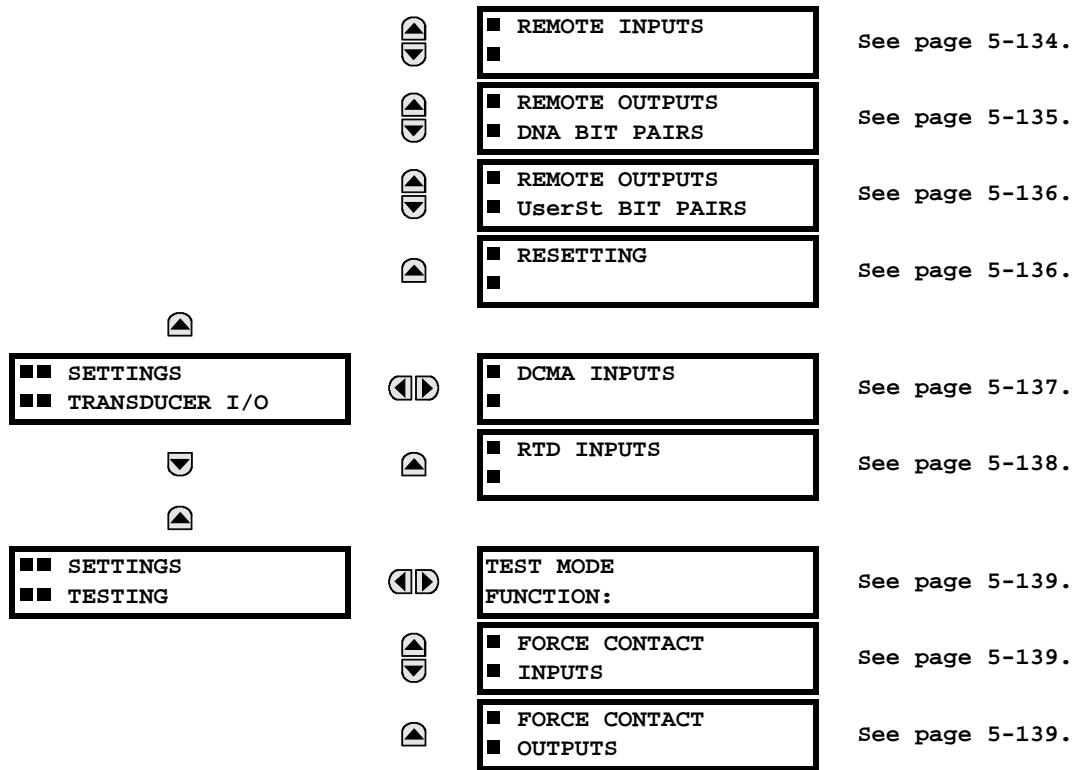 REMOTE INPUTS
See page 5-134.
REMOTE OUTPUTS
DNA BIT PAIRS
See page 5-135.
REMOTE OUTPUTS
UserSt BIT PAIRS
See page 5-136.
RESETTING
See page 5-136.
SETTINGS
TRANSDUCER I/O
DCMA INPUTS
See page 5-137.
RTD INPUTS
See page 5-138.
SETTINGS
TESTING
TEST MODE
FUNCTION:
See page 5-139.
FORCE CONTACT
INPUTS
See page 5-139.
FORCE CONTACT
OUTPUTS
See page 5-139.